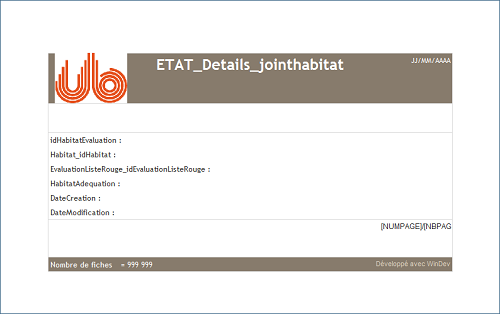 Ub
ETAT_Details_jointhabitat
JJ/MM/AAAA
idHabitatEvaluation :
Habitat_idHabitat :
EvaluationListeRouge_idEvaluationListeRouge :
HabitatAdequation :
DateCreation :
DateModification :
[NUMPAGE]/[NBPAG
Nombre de fiches = 999 999
Développé avec WinDev